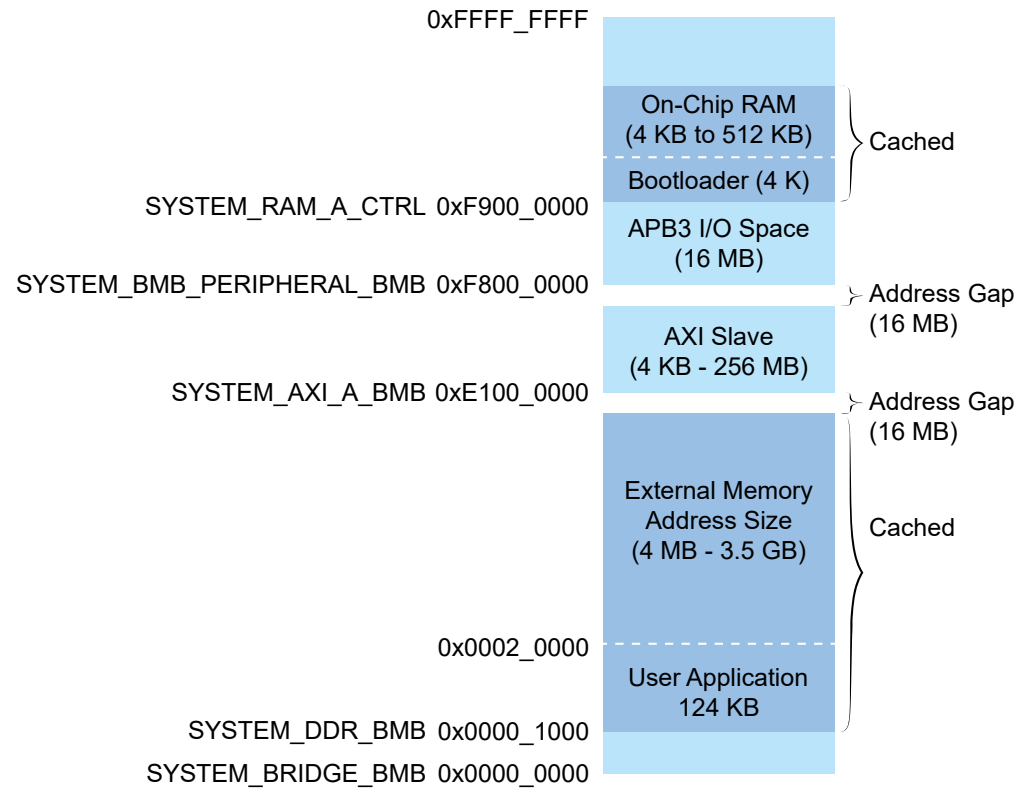 0xFFFF_FFFF
On-Chip RAM
(4 KB to 512 KB)
Cached
Bootloader (4 K)
SYSTEM_RAM_A_CTRL 0xF900_0000
APB3 I/O Space
(16 MB)
SYSTEM_BMB_PERIPHERAL_BMB 0xF800_0000
Address Gap
(16 MB)
AXI Slave
(4 KB - 256 MB)
SYSTEM_AXI_A_BMB 0xE100_0000
Address Gap
(16 MB)
External Memory
Address Size
(4 MB - 3.5 GB)
Cached
0x0002_0000
User Application
124 KB
SYSTEM_DDR_BMB 0x0000_1000
SYSTEM_BRIDGE_BMB 0x0000_0000